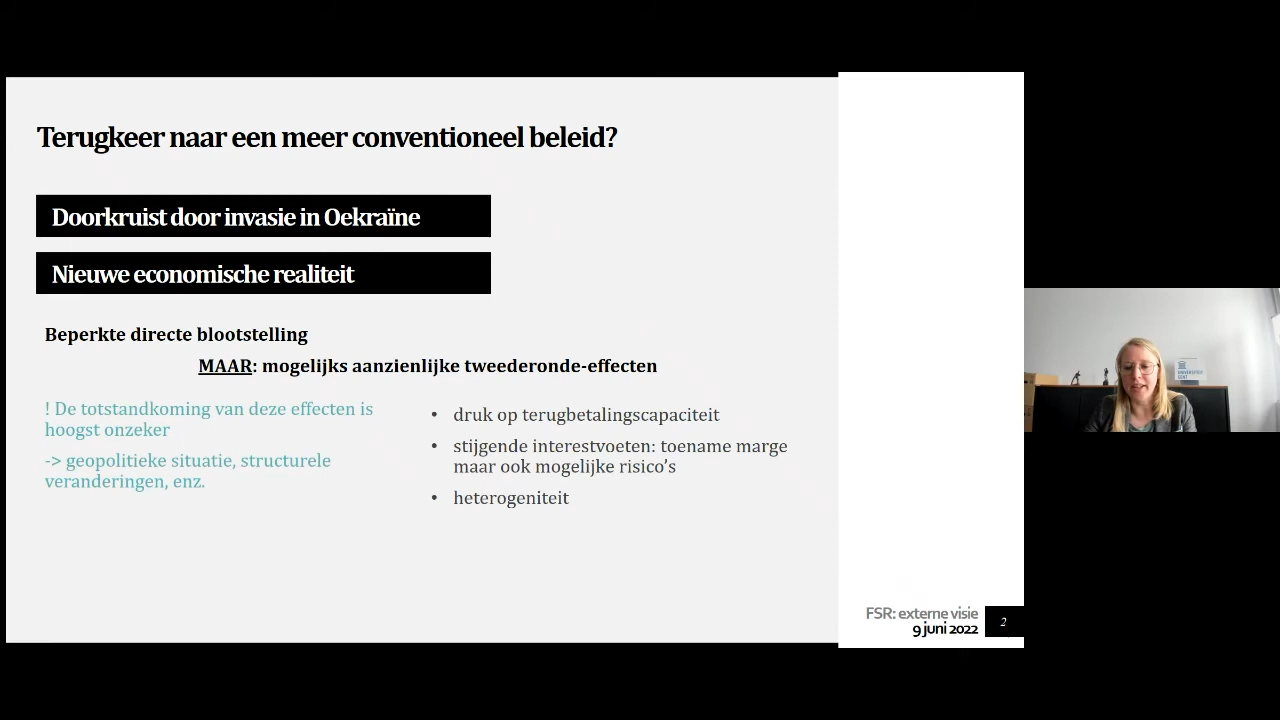 Terugkeer naar een meer conventioneel beleid?
Doorkruist door invasie in Oekraïne
Nieuwe economische realiteit
Beperkte directe blootstelling
MAAR: mogelijks aanzienlijke tweederonde-effecten
! De totstandkoming van deze effecten is
hoogst onzeker
-> geopolitieke situatie, structurele
veranderingen, enz.
• druk op terugbetalingscapaciteit
• stijgende interestvoeten: toename marge
maar ook mogelijke risico's
• heterogeniteit
UNIVERSITEIT
GENT
FSR: externe visie
9 juni 2022
2